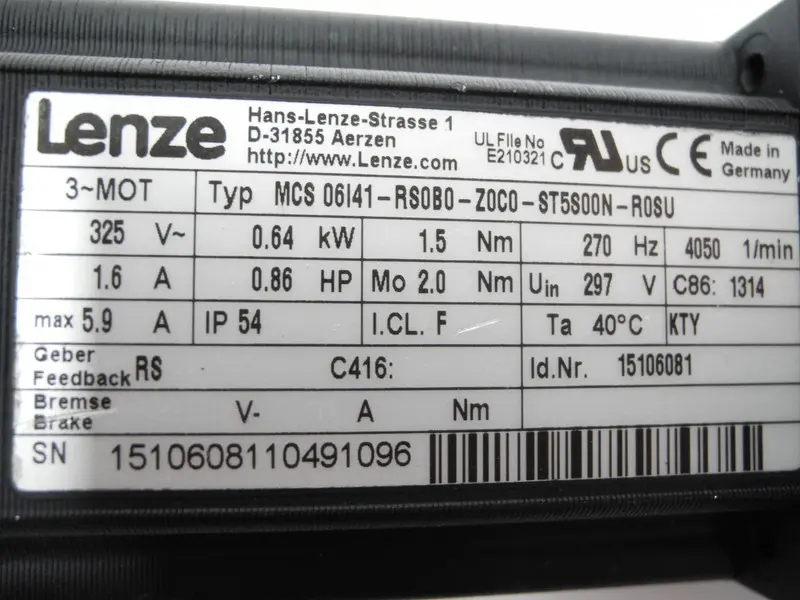 Lenze
Hans-Lenze-Strasse 1
D-31855 Aerzen
http://www.Lenze.com
UL File No
E210321
C RU US
CE
Made in
Germany
3~MOT Typ MCS 06I41-RS0B0-Z0C0-ST5S00N-R0SU
325 V~ 0.64 kW 1.5 Nm 270 Hz 4050 1/min
1.6 A 0.86 HP Mo 2.0 Nm Uin 297 V C86: 1314
max 5.9 A IP 54 I.CL. F Ta 40°C KTY
Geber
Feedback RS C416: Id.Nr. 15106081
Bremse
Brake V- A Nm
SN 1510608110491096